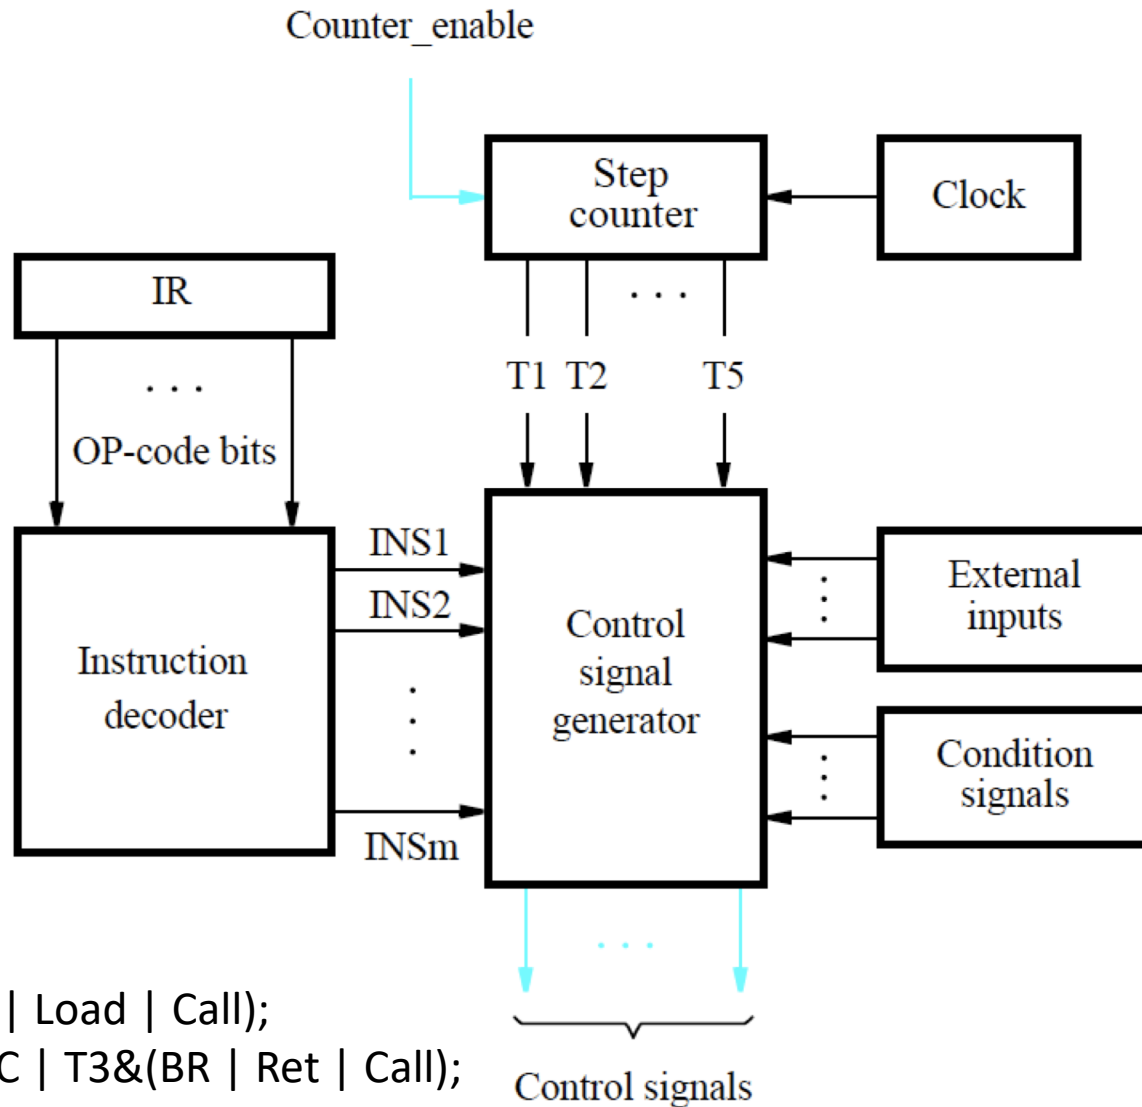 Counter_enable
Step
counter
Clock
IR
. . .
. . .
T1 T2 T5
OP-code bits
INS1
INS2
INSm
Instruction
decoder
Control
signal
generator
External
inputs
Condition
signals
. . .
| Load | Call);
C | T3&(BR | Ret | Call);
Control signals